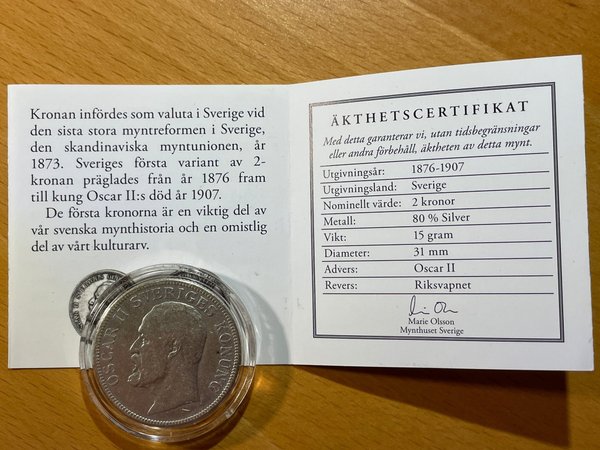 Kronan infördes som valuta i Sverige vid
den sista stora myntreformen i Sverige,
den skandinaviska myntunionen, år
1873. Sveriges första variant av 2-
kronan präglades från år 1876 fram
till kung Oscar II:s död år 1907.
De första kronorna är en viktig del av
vår svenska mynthistoria och en omistlig
del av vårt kulturarv.
OSCAR II SVERIGES KONUNG
ÄKTHETSCERTIFIKAT
Med detta garanterar vi, utan tidsbegränsningar
eller andra förbehåll, äktheten av detta mynt.
Utgivningsår: 1876-1907
Utgivningsland: Sverige
Nominellt värde: 2 kronor
Metall: 80 % Silver
Vikt: 15 gram
Diameter: 31 mm
Advers: Oscar II
Revers: Riksvapnet
Marie Olsson
Mynthuset Sverige